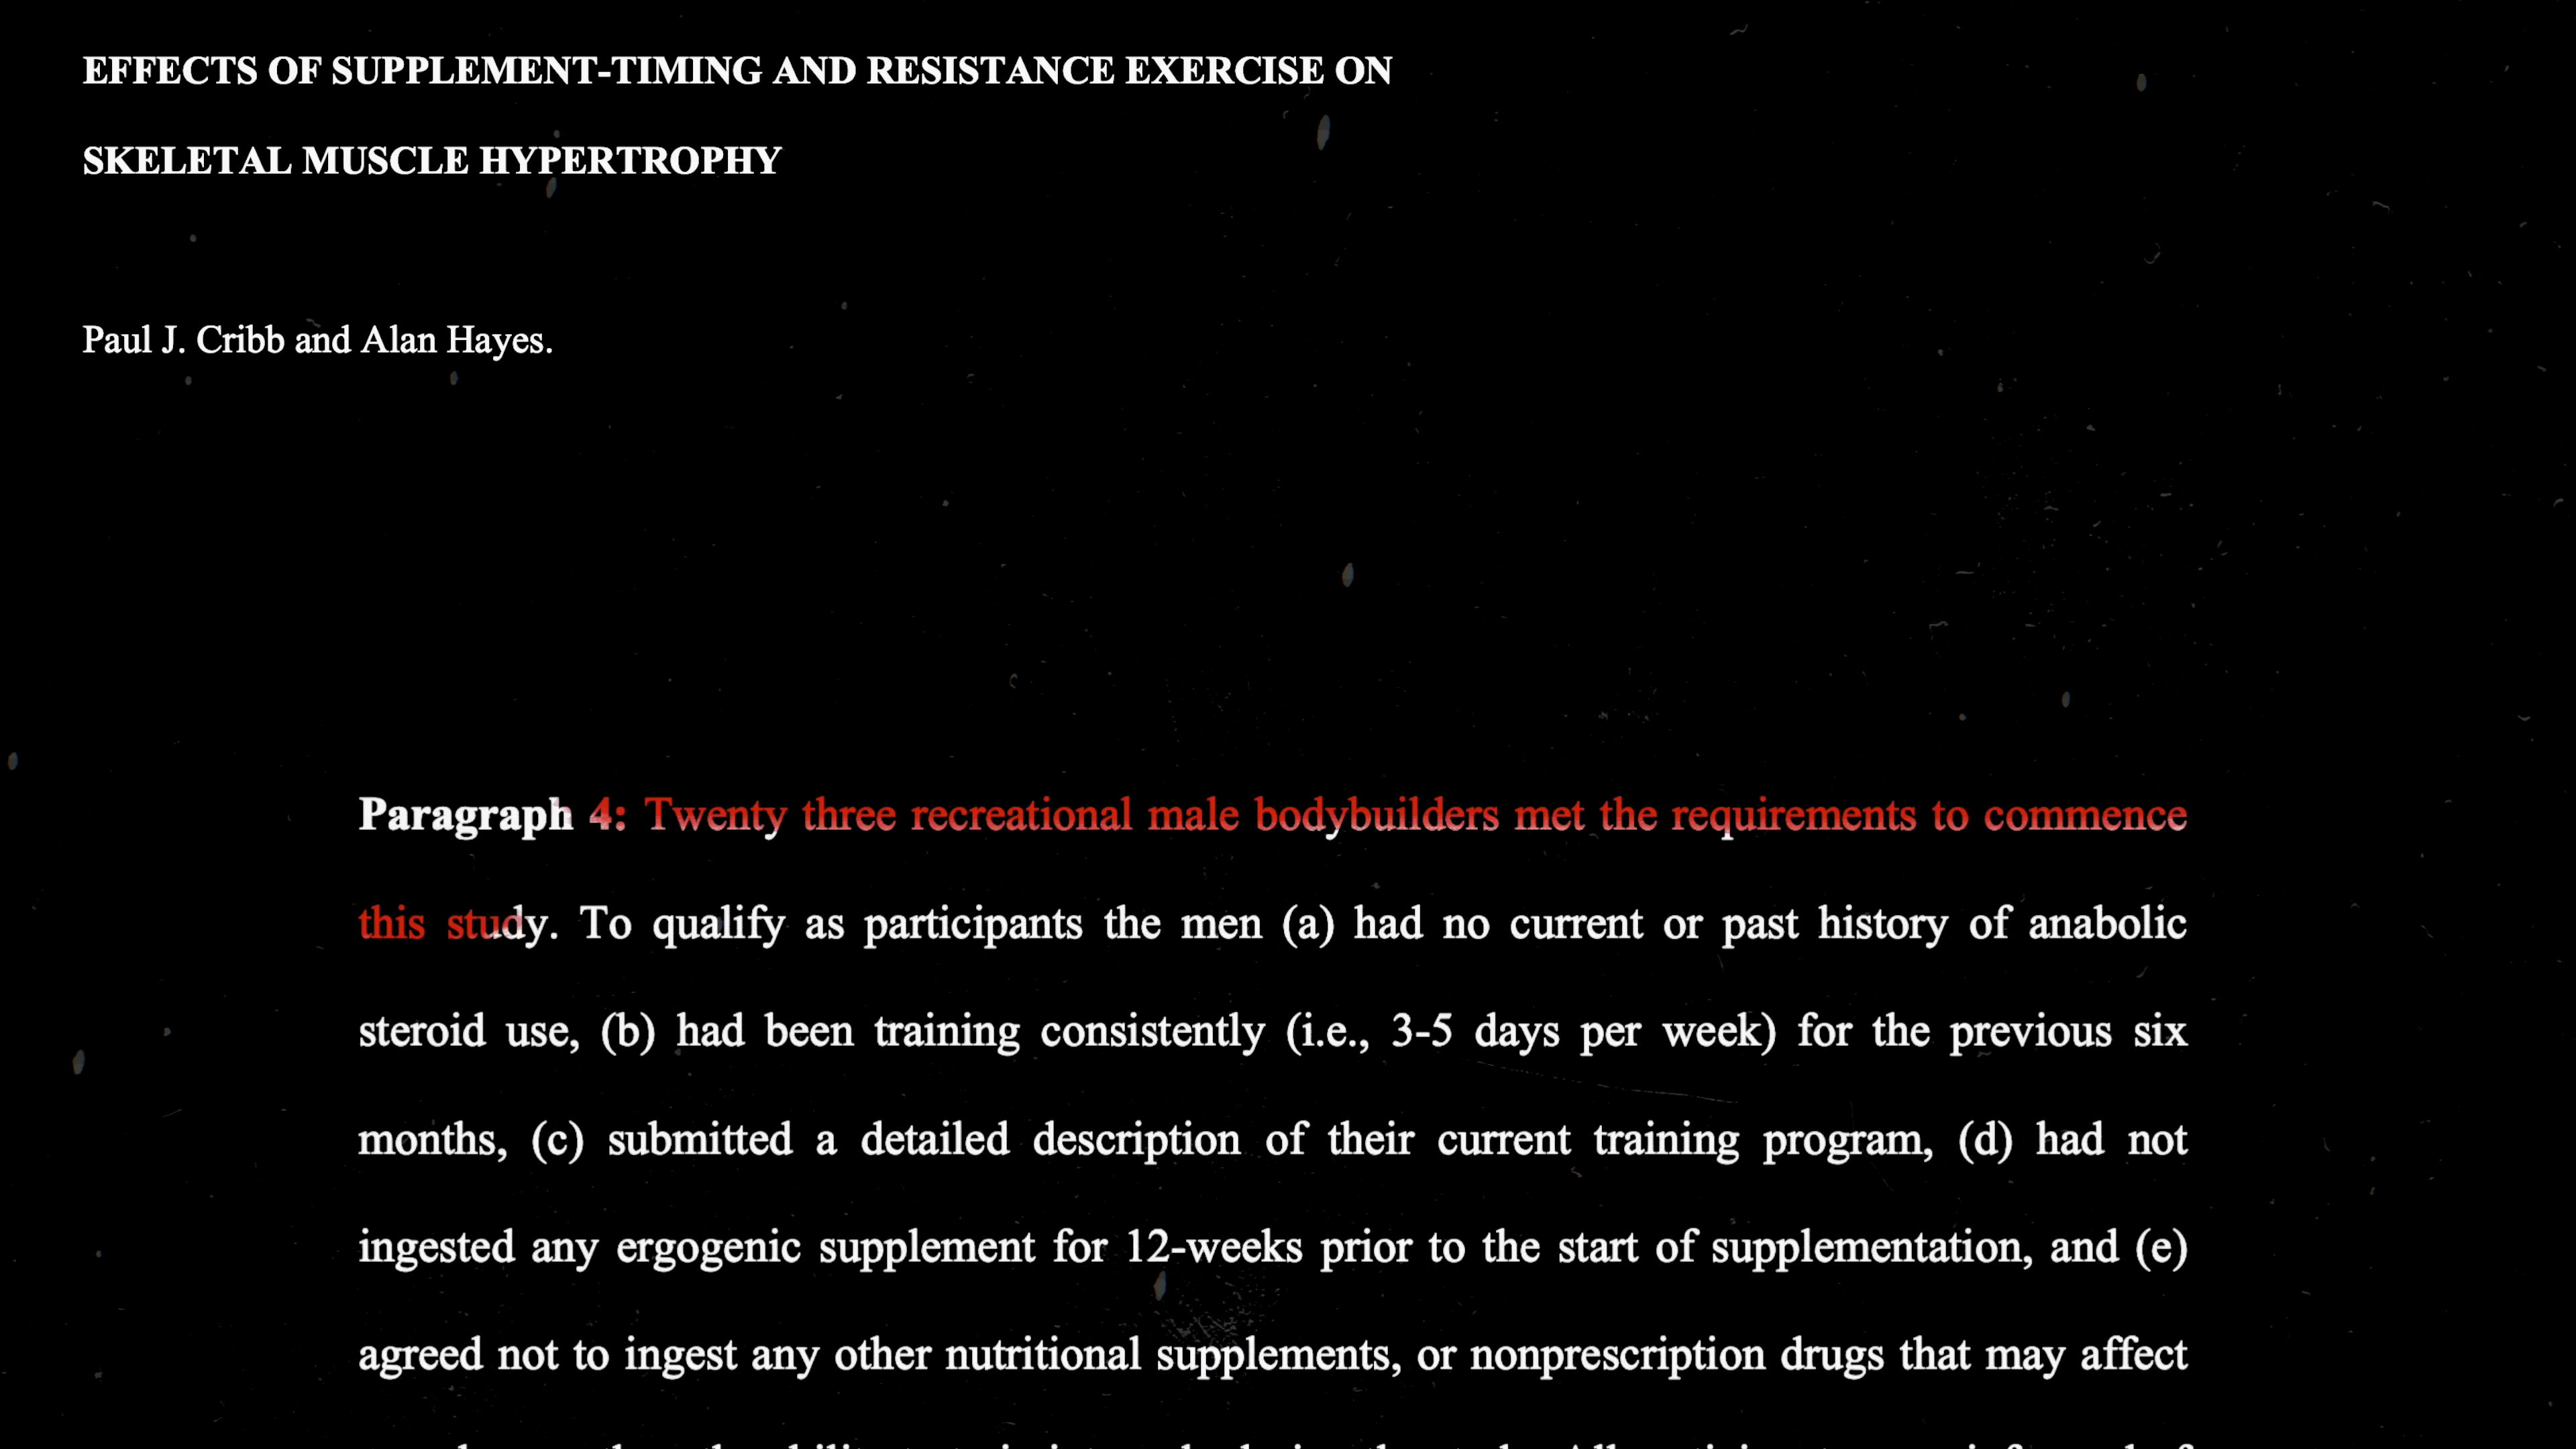 EFFECTS OF SUPPLEMENT-TIMING AND RESISTANCE EXERCISE ON
SKELETAL MUSCLE HYPERTROPHY
Paul J. Cribb and Alan Hayes.
Paragraph 4: Twenty three recreational male bodybuilders met the requirements to commence
this study. To qualify as participants the men (a) had no current or past history of anabolic
steroid use, (b) had been training consistently (i.e., 3-5 days per week) for the previous six
months, (c) submitted a detailed description of their current training program, (d) had not
ingested any ergogenic supplement for 12-weeks prior to the start of supplementation, and (e)
agreed not to ingest any other nutritional supplements, or nonprescription drugs that may affect